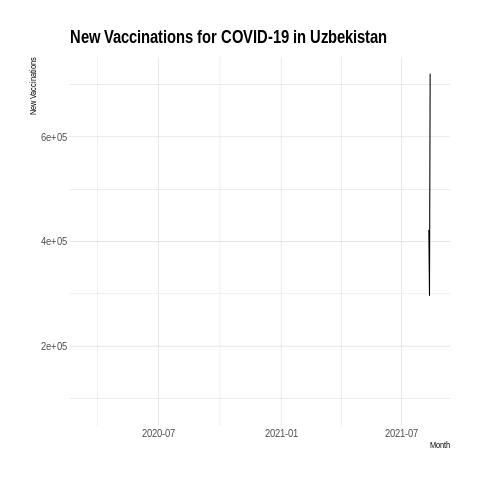 New Vaccinations for COVID-19 in Uzbekistan
New Vaccinations
6e+05
4e+05
2e+05
2020-07
2021-01
2021-07
Month